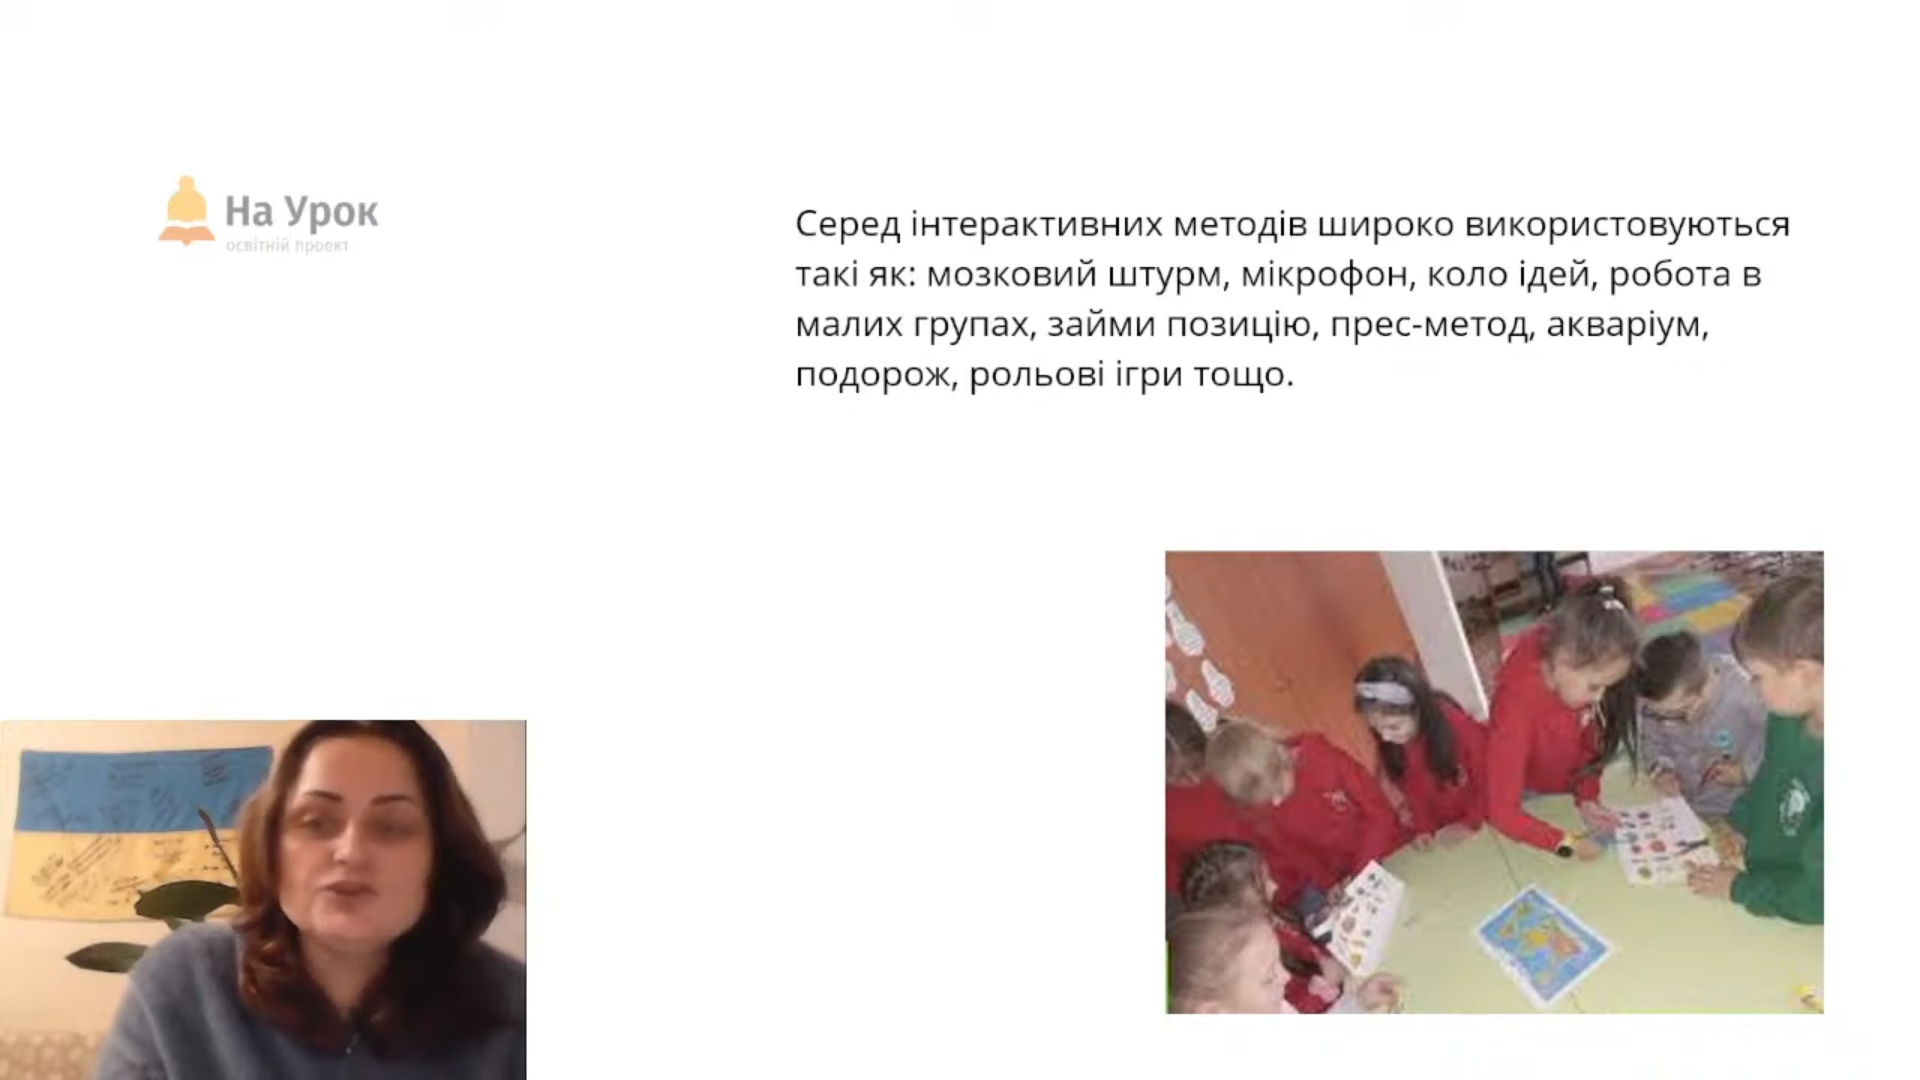 На Урок
освітній проект
Серед інтерактивних методів широко використовуються
такі як: мозковий штурм, мікрофон, коло ідей, робота в
малих групах, займи позицію, прес-метод, акваріум,
подорож, рольові ігри тощо.